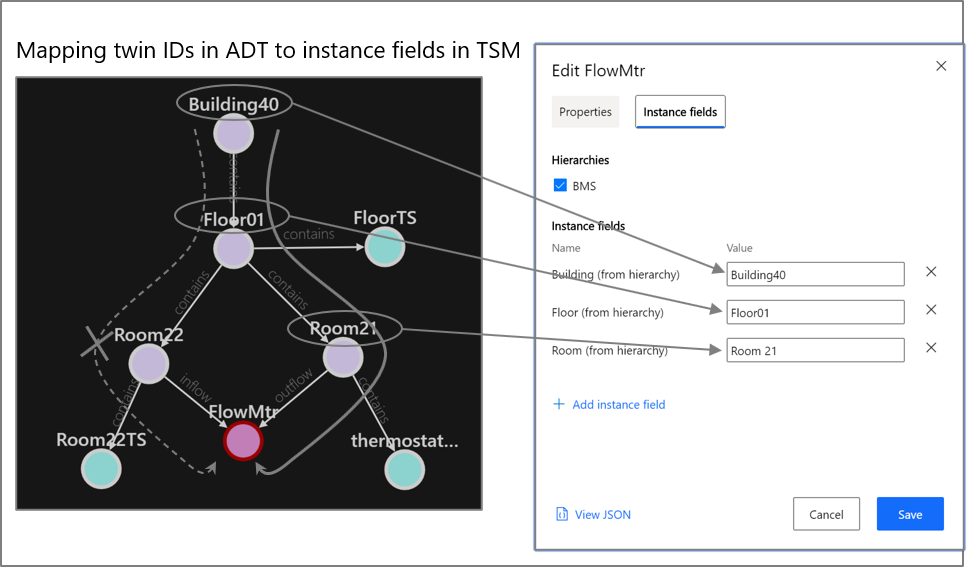 Mapping twin IDs in ADT to instance fields in TSM
Building40
contains
Floor01
FloorTS
contains
contains
contains
Room22
Room21
inflow
outflow
contains
contains
FlowMtr
Room22TS
thermostat...
Edit FlowMtr
Properties
Instance fields
Hierarchies
BMS
Instance fields
Name
Value
Building (from hierarchy)
Building40
Floor (from hierarchy)
Floor01
Room (from hierarchy)
Room 21
Add instance field
View JSON
Cancel
Save